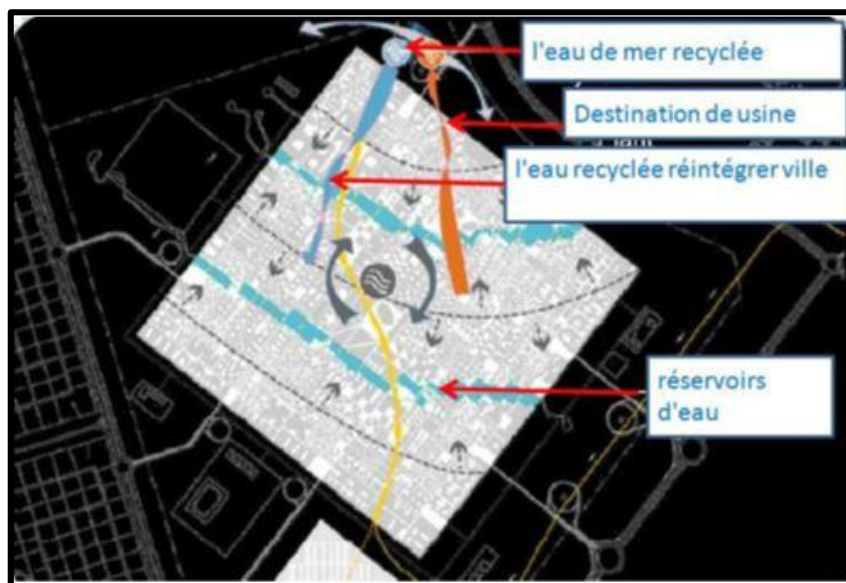 l'eau de mer recyclée
Destination de usine
l'eau recyclée réintégrer ville
réservoirs
d'eau